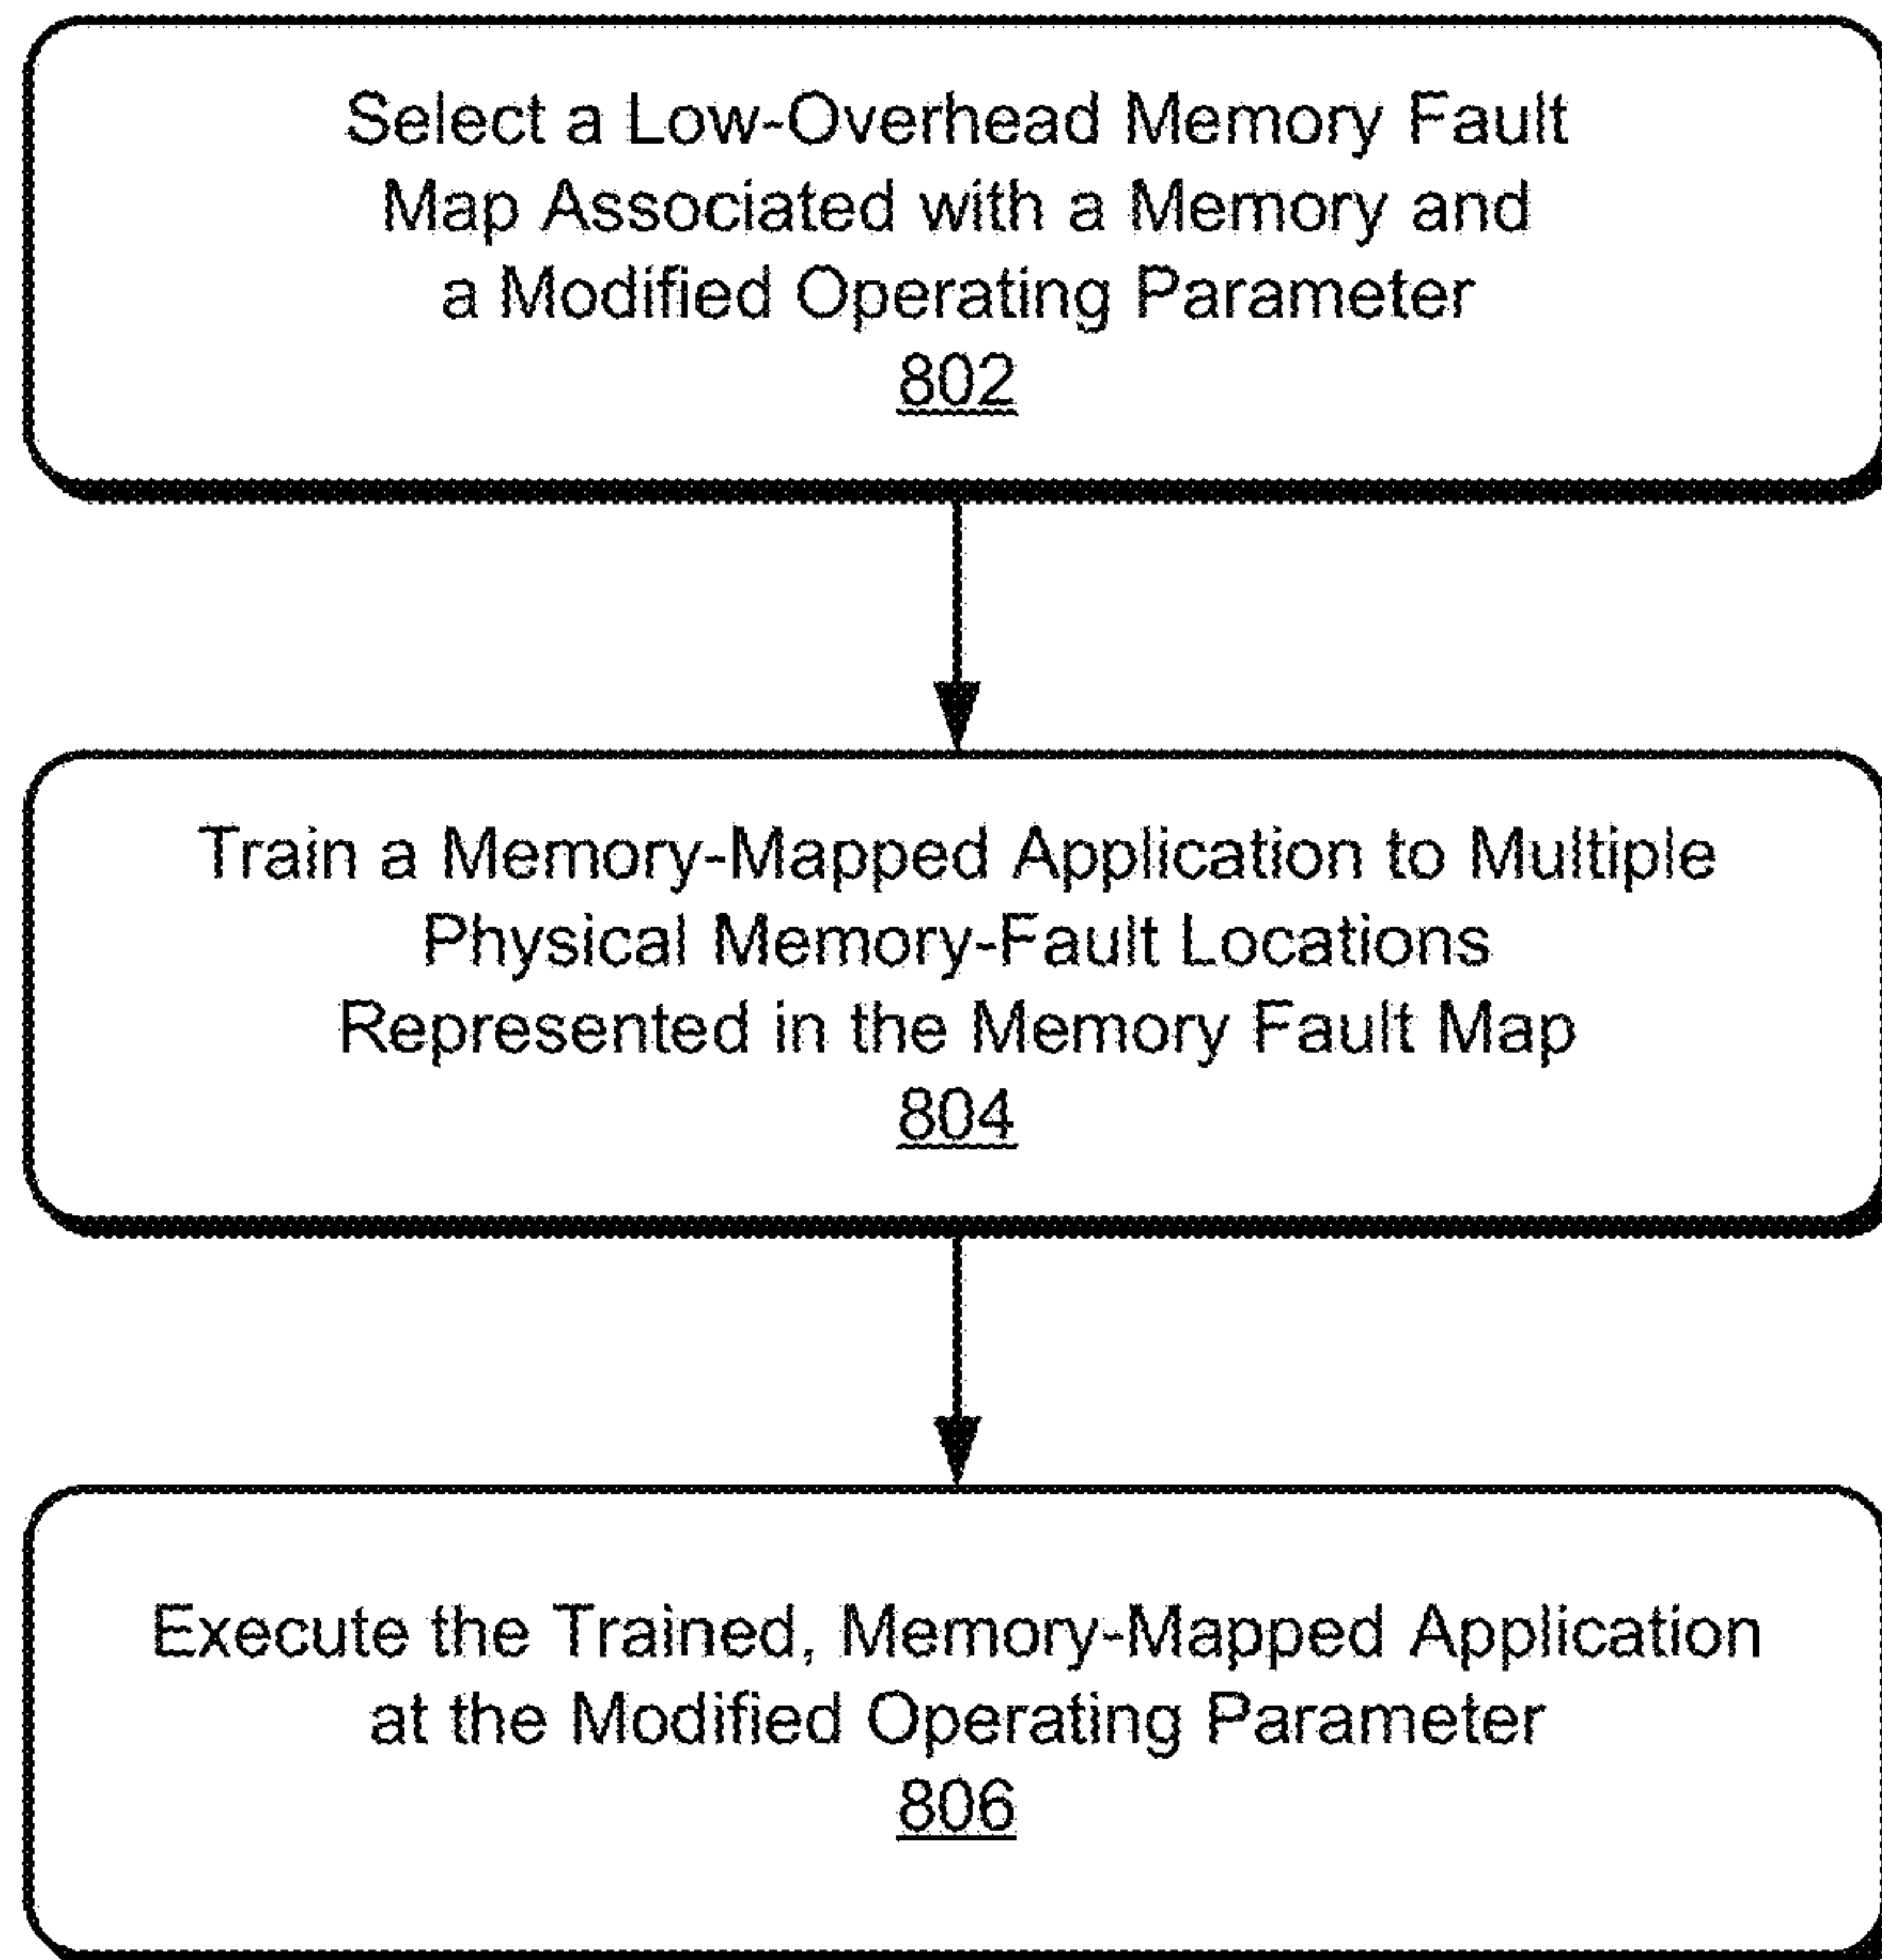 Select a Low-Overhead Memory Fault
Map Associated with a Memory and
a Modified Operating Parameter
802
Train a Memory-Mapped Application to Multiple
Physical Memory-Fault Locations
Represented in the Memory Fault Map
804
Execute the Trained, Memory-Mapped Application
at the Modified Operating Parameter
806